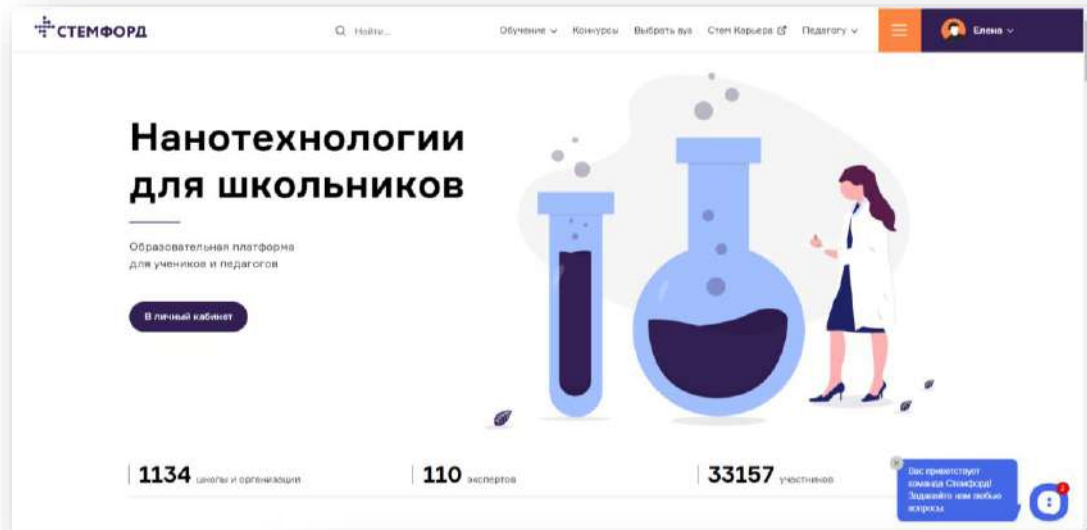 СТЕМФОРД
Найти...
Обучение
Конкурсы
Выбрать вуз
Стем Карьера
Педагогу
Елена
Нанотехнологии
для школьников
Образовательная платформа
для учеников и педагогов
В личный кабинет
1134 школы и организации
110 экспертов
33157 участников
Вас приветствует
команда Стемфорд!
Задавайте нам любые
вопросы
2